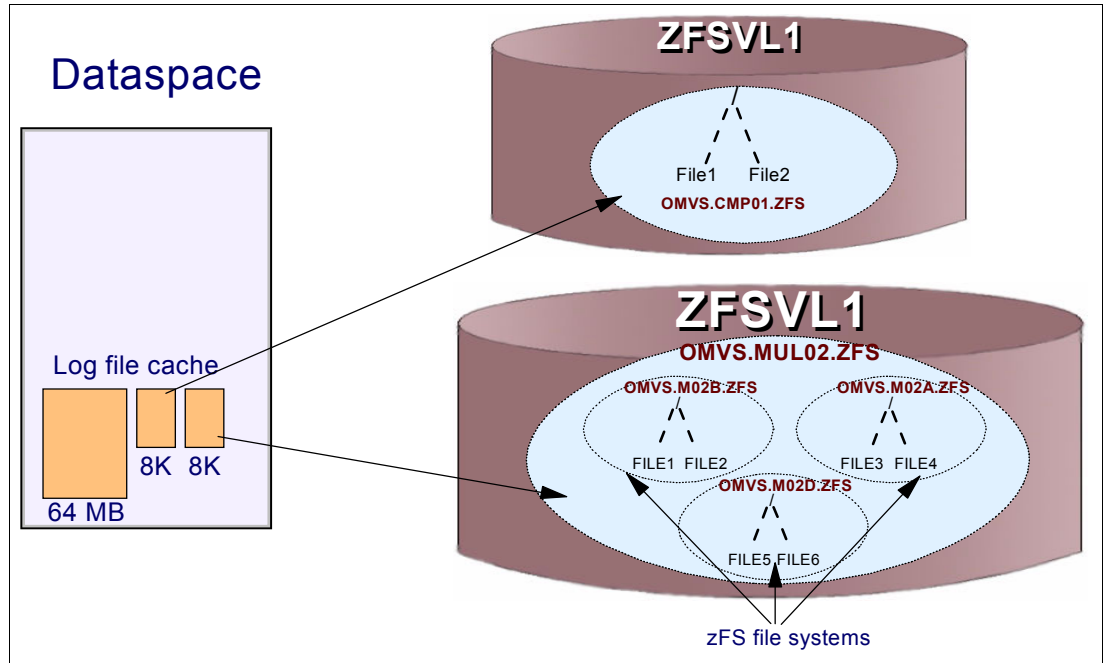 Dataspace
Log file cache
8K 8K
64 MB
ZFSVL1
/
File1 File2
OMVS.CMP01.ZFS
ZFSVL1
OMVS.MUL02.ZFS
OMVS.M02B.ZFS OMVS.M02A.ZFS
/ /
FILE1 FILE2 FILE3 FILE4
OMVS.M02D.ZFS
/
FILE5 FILE6
zFS file systems